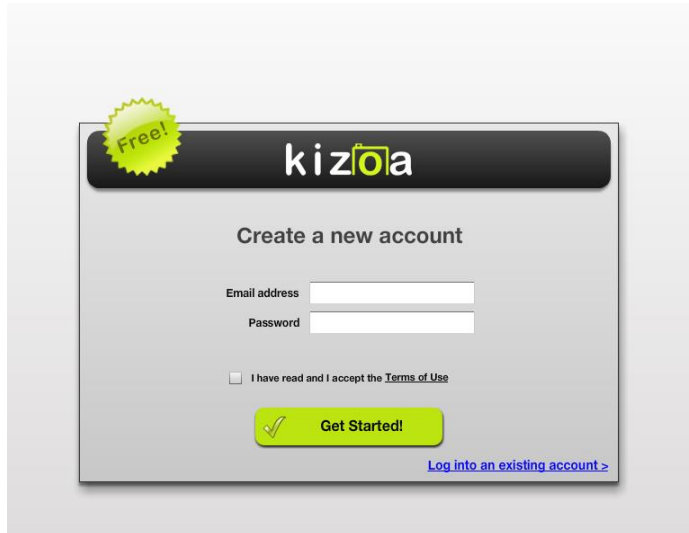 Free!
kizoa
Create a new account
Email address
Password
I have read and I accept the Terms of Use
Get Started!
Log into an existing account >